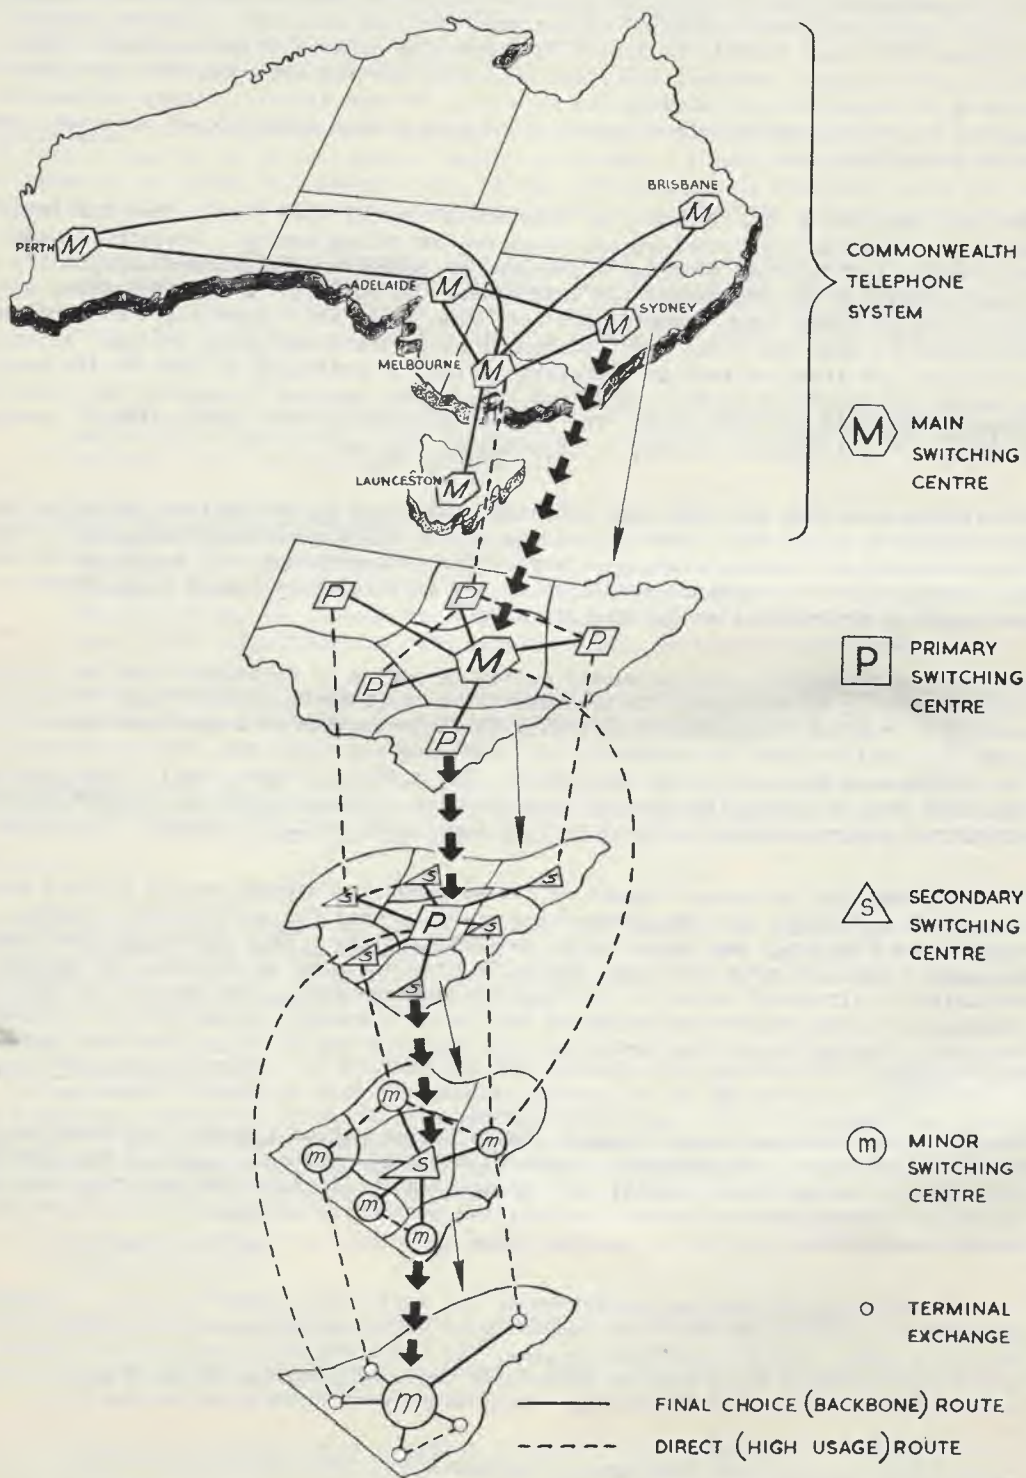 BRISBANE
M
PERTH
M
ADELAIDE
M
M
SYDNEY
MELBOURNE
M
LAUNCESTON
M
COMMONWEALTH
TELEPHONE
SYSTEM
M
MAIN
SWITCHING
CENTRE
P
P
P
M
P
P
P
PRIMARY
SWITCHING
CENTRE
S
S
S
P
S
S
S
S
SECONDARY
SWITCHING
CENTRE
m
m
m
S
m
m
m
MINOR
SWITCHING
CENTRE
TERMINAL
EXCHANGE
m
FINAL CHOICE (BACKBONE) ROUTE
DIRECT (HIGH USAGE) ROUTE